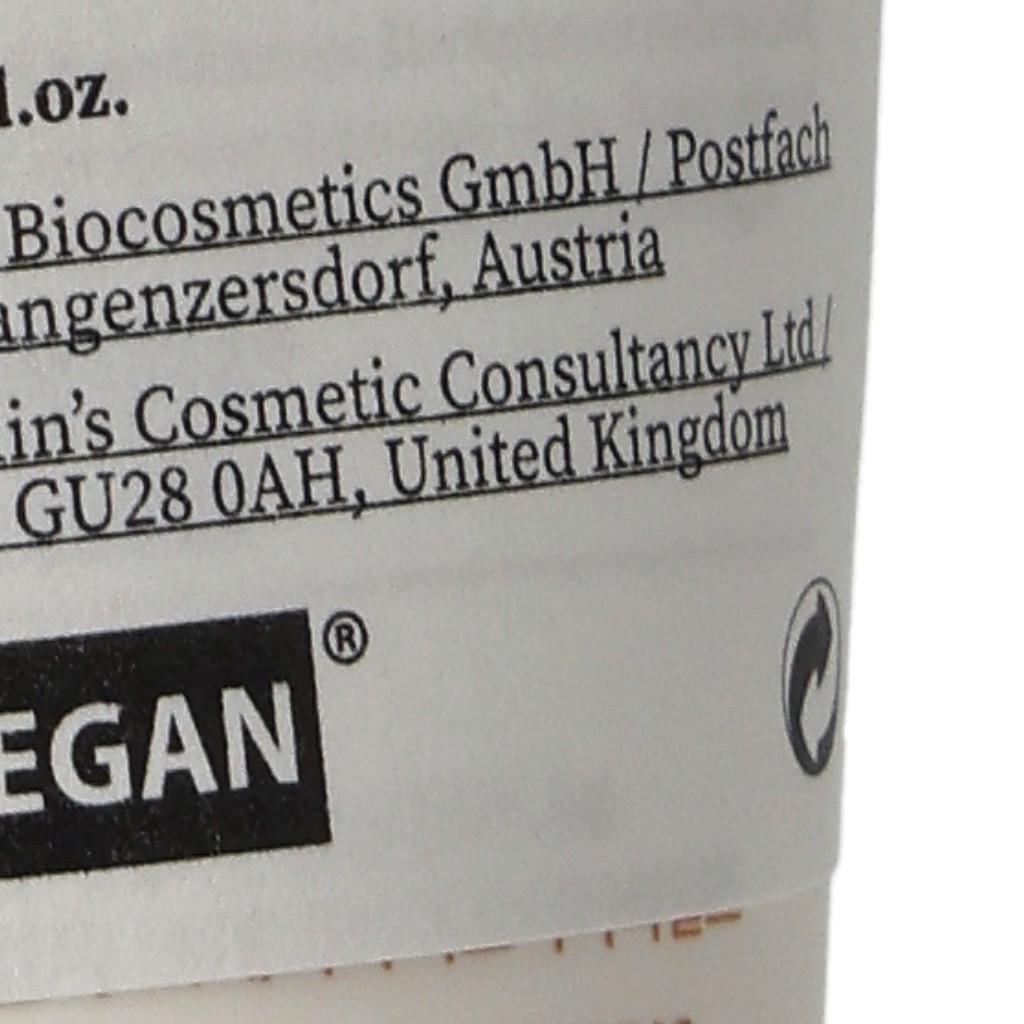 l.oz.
Biocosmetics GmbH / Postfach
angenzersdorf, Austria
in's Cosmetic Consultancy Ltd/
GU28 0AH, United Kingdom
EGAN ®